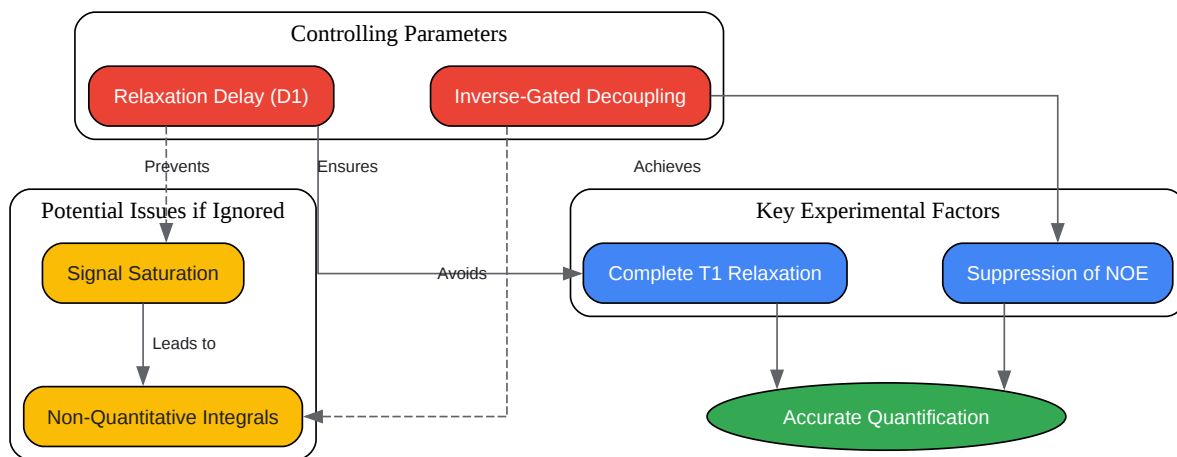 Controlling Parameters
Relaxation Delay (D1)
Inverse-Gated Decoupling
Prevents
Ensures
Achieves
Potential Issues if Ignored
Key Experimental Factors
Signal Saturation
Avoids
Complete T1 Relaxation
Suppression of NOE
Leads to
Non-Quantitative Integrals
Accurate Quantification